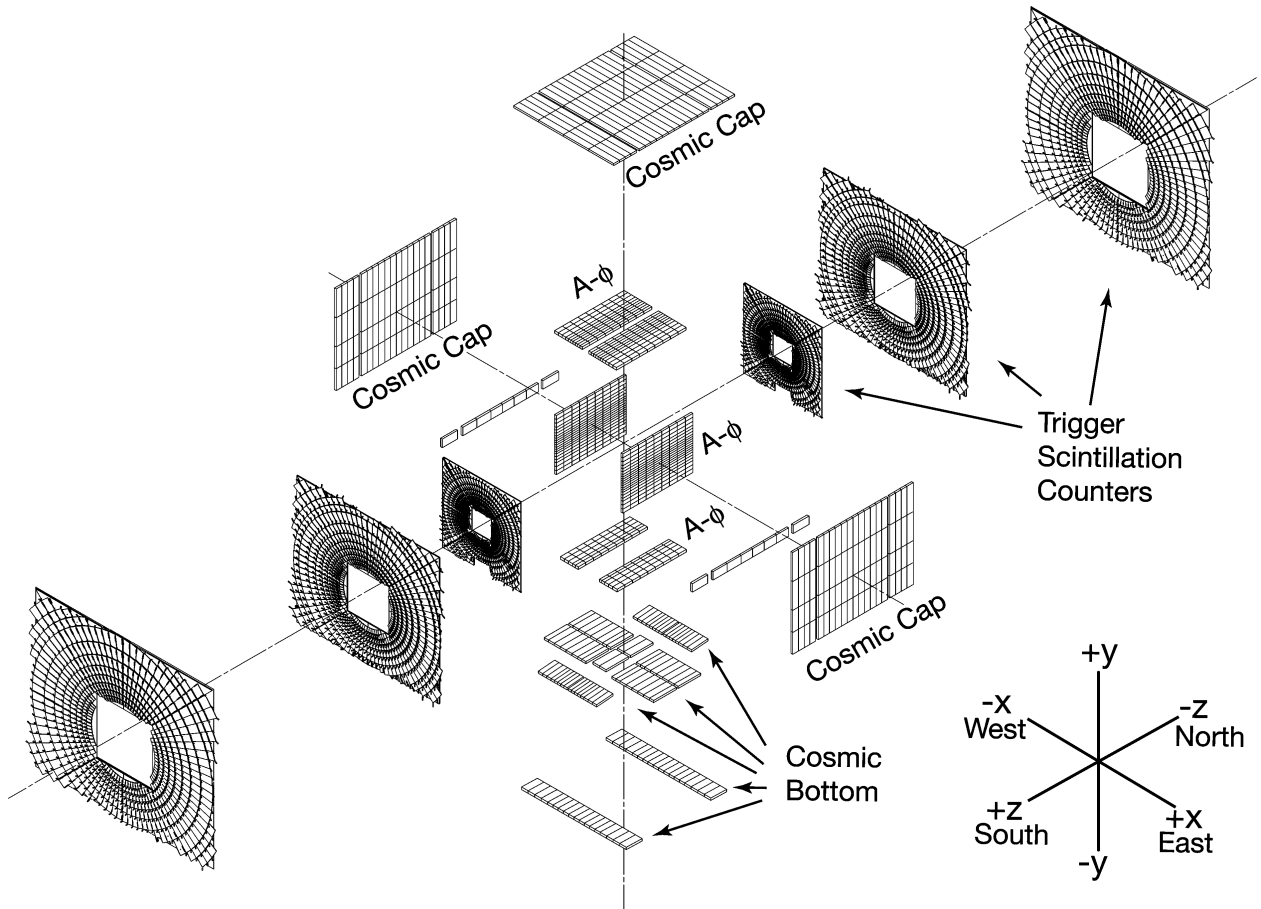 Cosmic Cap
A-ϕ
Cosmic Cap
A-ϕ
A-ϕ
Trigger
Scintillation
Counters
Cosmic Cap
Cosmic
Bottom
+y
-x
West
-z
North
+z
South
+x
East
-y